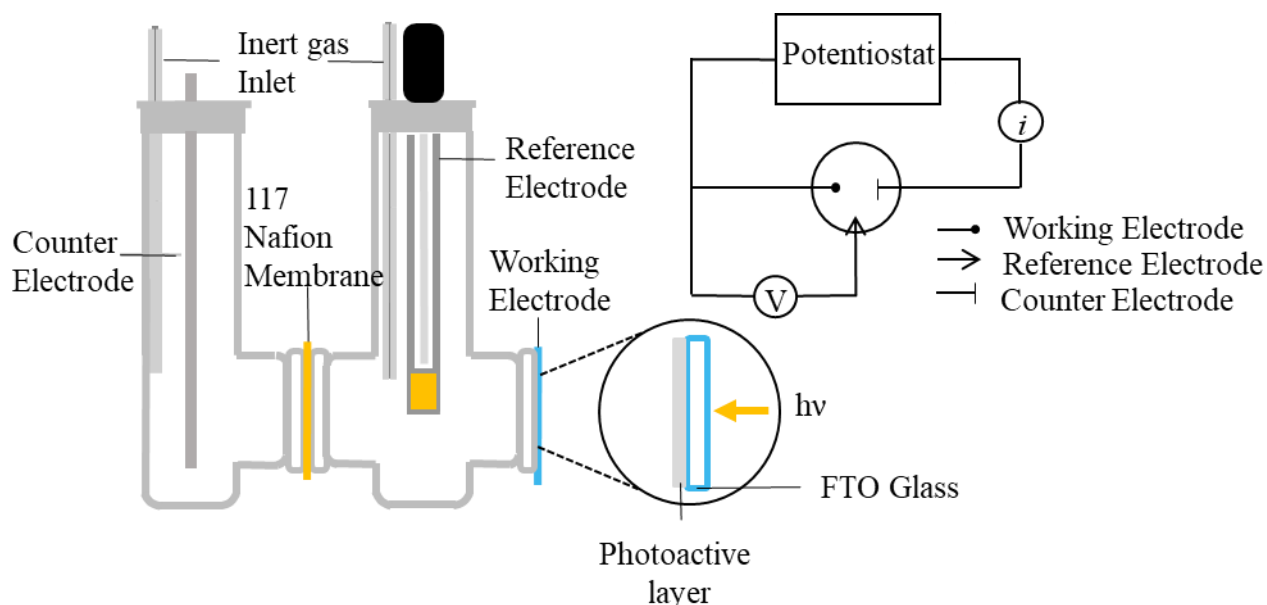 Inert gas
Inlet
Reference
Electrode
117
Nafion
Membrane
Counter
Electrode
Working
Electrode
Potentiostat
i
V
Working Electrode
Reference Electrode
Counter Electrode
hν
FTO Glass
Photoactive
layer